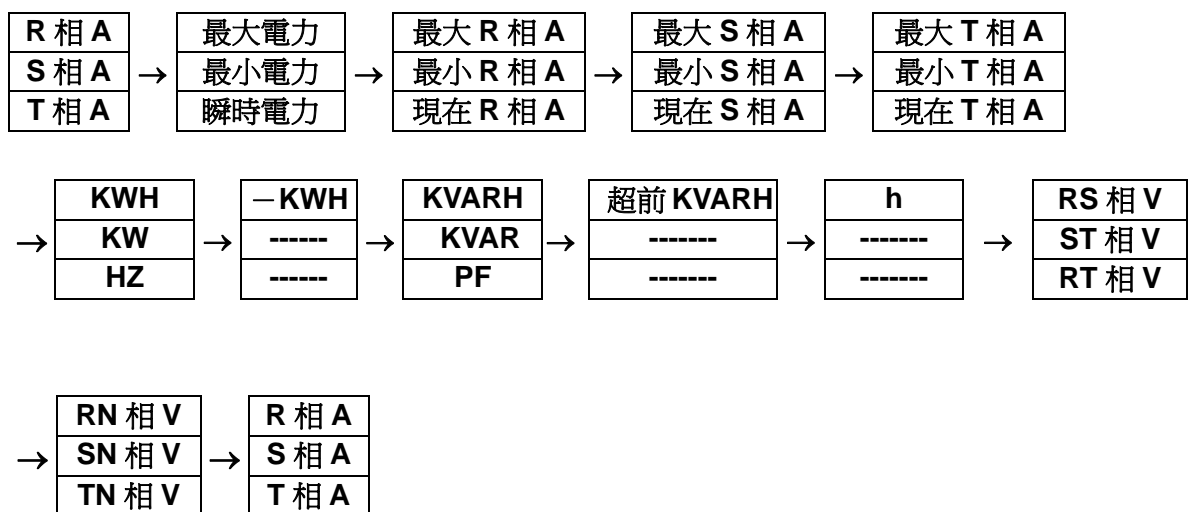 R 相 A 最大電力 最大 R 相 A 最大 S 相 A 最大 T 相 A
S 相 A → 最小電力 → 最小 R 相 A → 最小 S 相 A → 最小 T 相 A
T 相 A 瞬時電力 現在 R 相 A 現在 S 相 A 現在 T 相 A
KWH －KWH KVARH 超前 KVARH h RS 相 V
→ KW → ------ → KVAR → ------- → ------- → ST 相 V
HZ ------ PF ------- ------- RT 相 V
RN 相 V R 相 A
→ SN 相 V → S 相 A
TN 相 V T 相 A